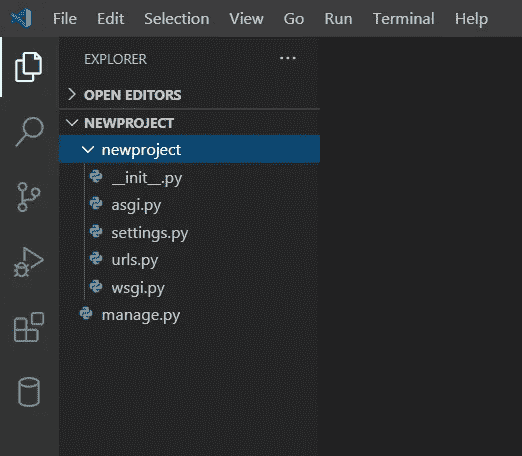 File Edit Selection View Go Run Terminal Help
EXPLORER ...
OPEN EDITORS
NEWPROJECT
newproject
__init__.py
asgi.py
settings.py
urls.py
wsgi.py
manage.py